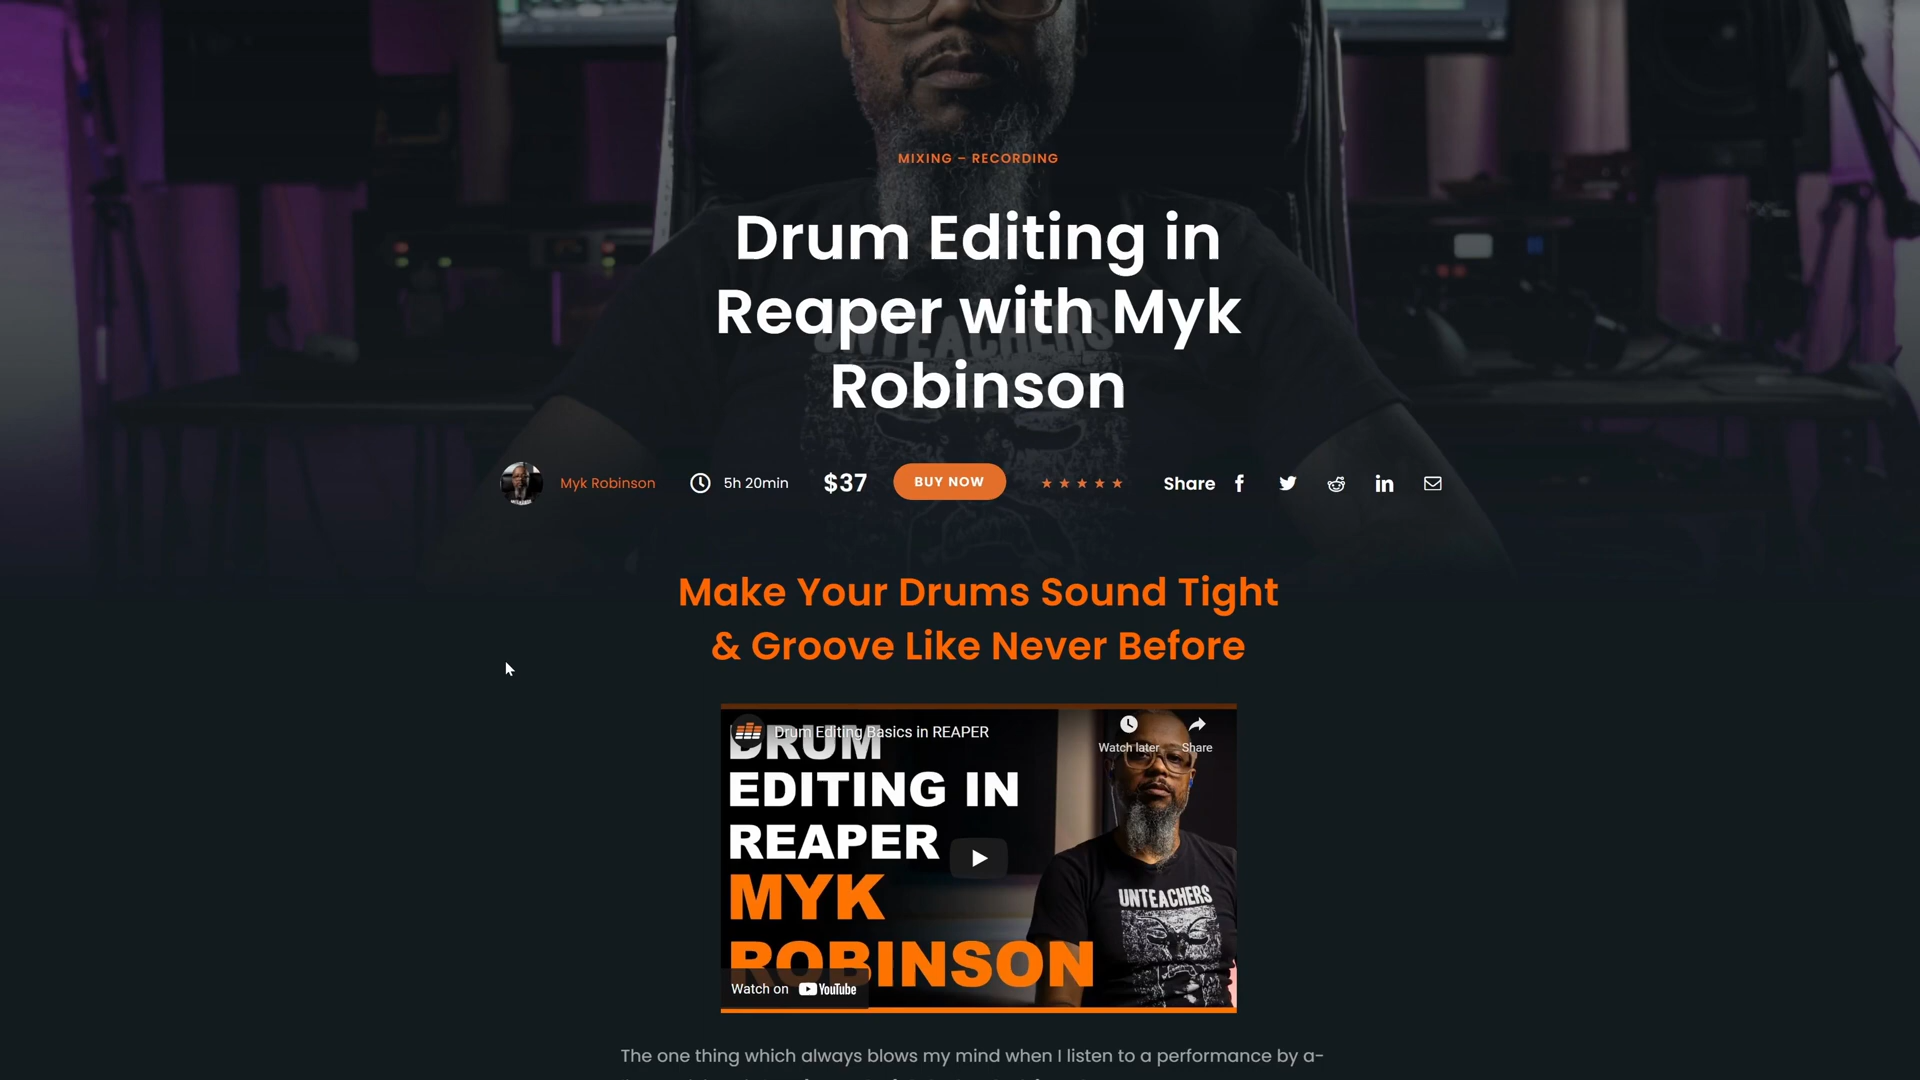 MIXING – RECORDING
Drum Editing in
Reaper with Myk
Robinson
UNTEACHERS
Myk Robinson
5h 20min
$37
BUY NOW
Share
Make Your Drums Sound Tight
& Groove Like Never Before
Drum Editing Basics in REAPER
Watch later
Share
DRUM
EDITING IN
REAPER
MYK
ROBINSON
UNTEACHERS
Watch on YouTube
The one thing which always blows my mind when I listen to a performance by a-